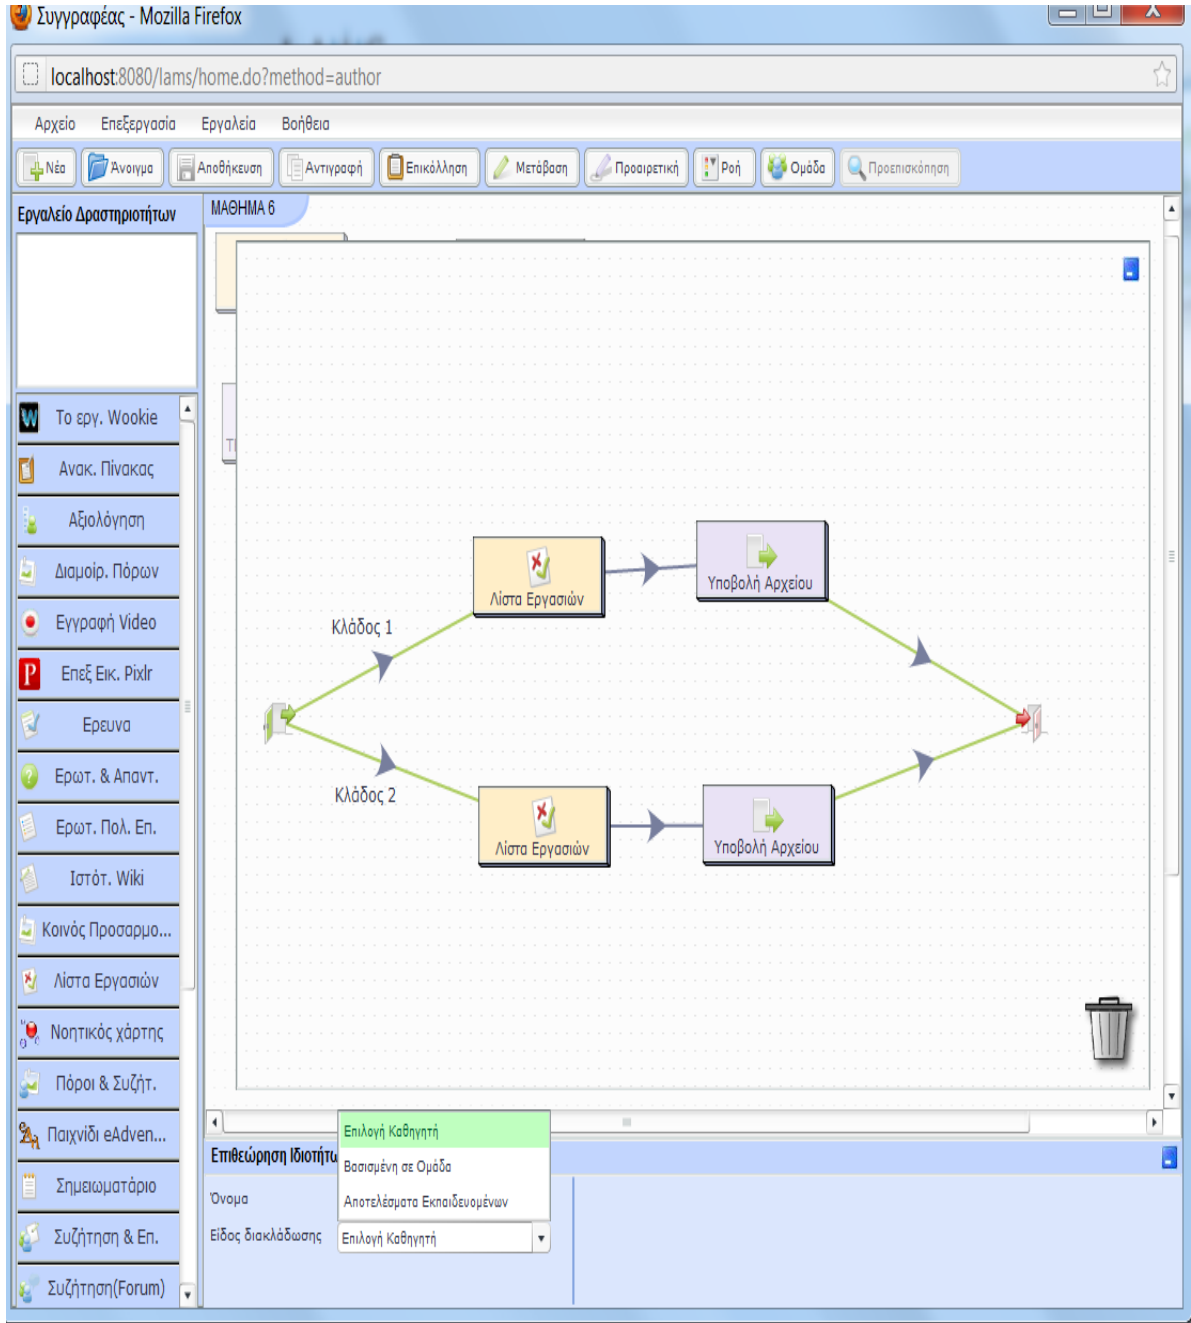 Συγγραφέας - Mozilla Firefox
localhost:8080/lams/home.do?method=author
Αρχείο Επεξεργασία Εργαλεία Βοήθεια
Νέα Άνοιγμα Αποθήκευση Αντιγραφή Επικόλληση Μετάβαση Προαιρετική Ροή Ομάδα Προεπισκόπηση
Εργαλείο Δραστηριοτήτων
ΜΑΘΗΜΑ 6
Το εργ. Wookie
Ανακ. Πίνακας
Αξιολόγηση
Διαμοίρ. Πόρων
Εγγραφή Video
Επεξ Εικ. Pixlr
Ερευνα
Ερωτ. & Απαντ.
Ερωτ. Πολ. Επ.
Ιστότ. Wiki
Κοινός Προσαρμο...
Λίστα Εργασιών
Νοητικός χάρτης
Πόροι & Συζήτ.
Παιχνίδι eAdven...
Σημειωματάριο
Συζήτηση & Επ.
Συζήτηση(Forum)
Κλάδος 1
Λίστα Εργασιών
Υποβολή Αρχείου
Κλάδος 2
Λίστα Εργασιών
Υποβολή Αρχείου
Επιθεώρηση Ιδιοτήτω
Όνομα
Είδος διακλάδωσης
Επιλογή Καθηγητή
Βασισμένη σε Ομάδα
Αποτελέσματα Εκπαιδευομένων
Επιλογή Καθηγητή